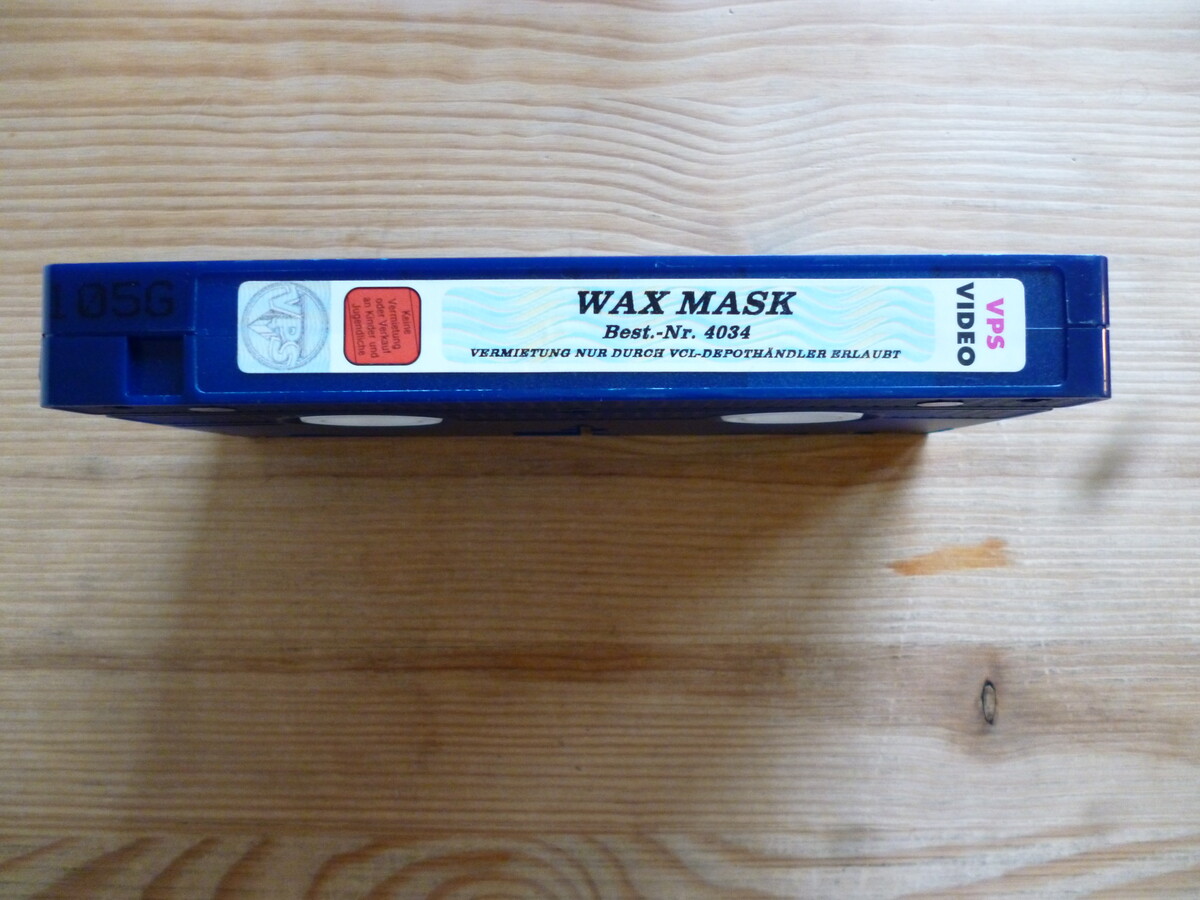 105G
VPS
Keine
Vermietung
oder Verkauf
an Kinder und
Jugendliche
WAX MASK
Best.-Nr. 4034
VERMIETUNG NUR DURCH VCL-DEPOTHÄNDLER ERLAUBT
VPS
VIDEO